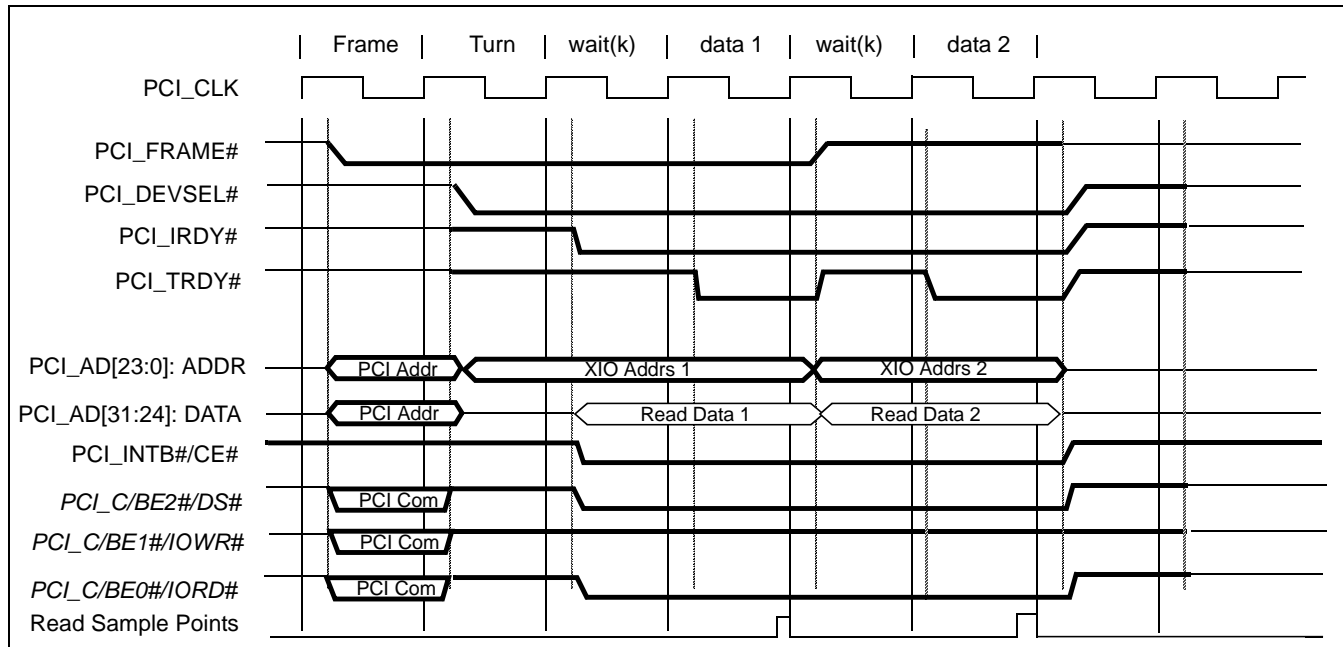 Frame Turn wait(k) data 1 wait(k) data 2
PCI_CLK
PCI_FRAME#
PCI_DEVSEL#
PCI_IRDY#
PCI_TRDY#
PCI_AD[23:0]: ADDR PCI Addr XIO Addrs 1 XIO Addrs 2
PCI_AD[31:24]: DATA PCI Addr Read Data 1 Read Data 2
PCI_INTB#/CE#
PCI_C/BE2#/DS# PCI Com
PCI_C/BE1#/IOWR# PCI Com
PCI_C/BE0#/IORD# PCI Com
Read Sample Points